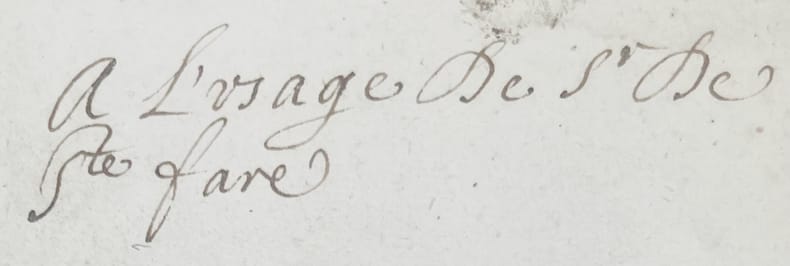 A L'vsage De Sr De
Ste fare